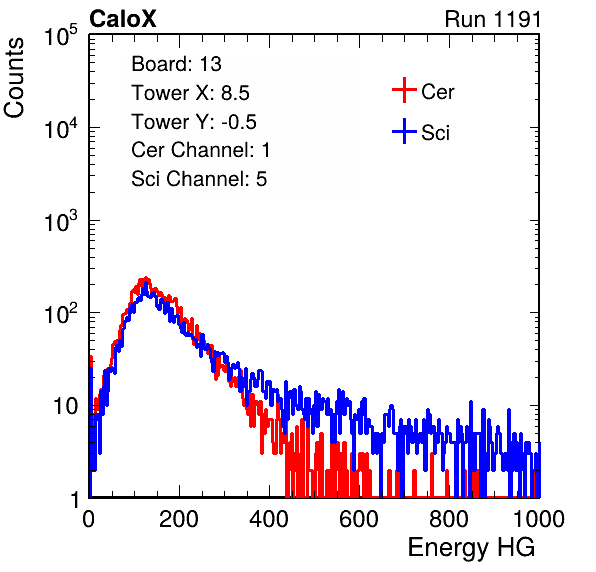 CaloX Run 1191
Counts
10^5
10^4
10^3
10^2
10
1
Board: 13
Tower X: 8.5
Tower Y: -0.5
Cer Channel: 1
Sci Channel: 5
Cer
Sci
0 200 400 600 800 1000
Energy HG